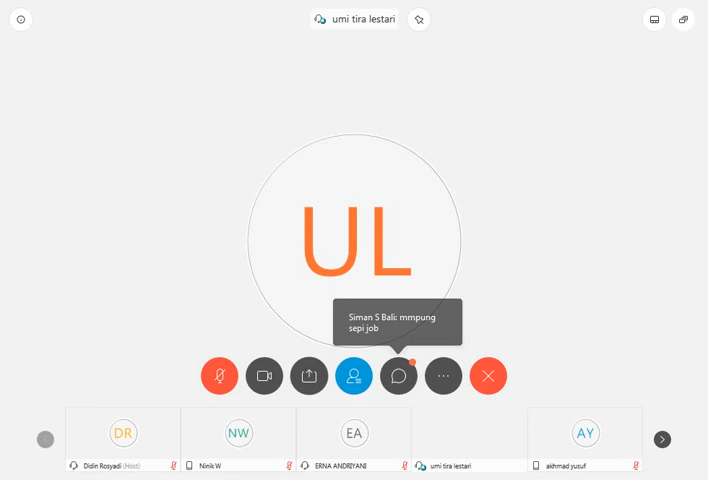 umi tira lestari
UL
Siman S Bali: mmpung
sepi job
DR
NW
EA
AY
Didin Rosyadi (Host)
Ninik W
ERNA ANDRIYANI
umi tira lestari
akhmad yusuf